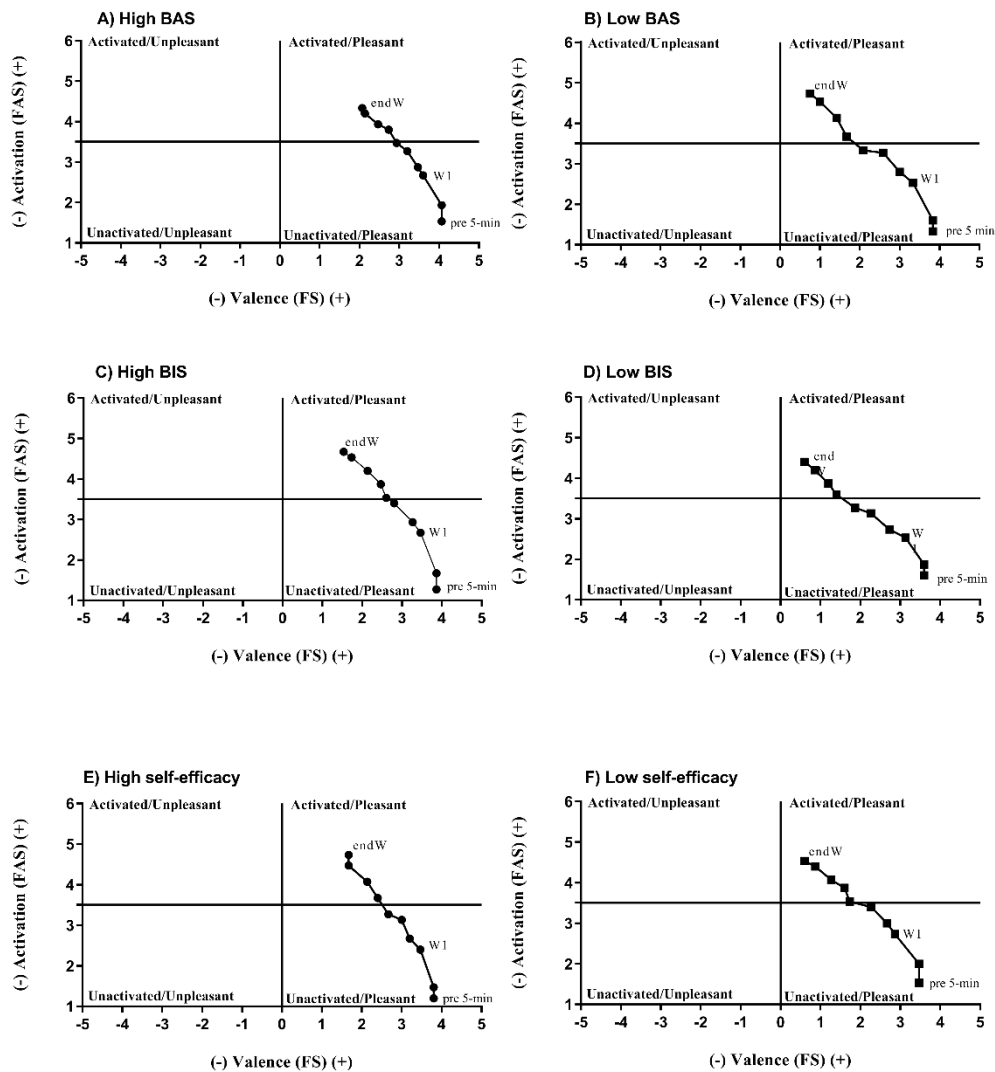 A) High BAS
Activated/Unpleasant Activated/Pleasant
6
5
4
3
2
1
(-) Activation (FAS) (+)
endW
W1
pre 5-min
Unactivated/Unpleasant Unactivated/Pleasant
-5 -4 -3 -2 -1 0 1 2 3 4 5
(-) Valence (FS) (+)
B) Low BAS
Activated/Unpleasant Activated/Pleasant
6
5
4
3
2
1
(-) Activation (FAS) (+)
endW
W1
pre 5 min
Unactivated/Unpleasant Unactivated/Pleasant
-5 -4 -3 -2 -1 0 1 2 3 4 5
(-) Valence (FS) (+)
C) High BIS
Activated/Unpleasant Activated/Pleasant
6
5
4
3
2
1
(-) Activation (FAS) (+)
endW
W1
pre 5-min
Unactivated/Unpleasant Unactivated/Pleasant
-5 -4 -3 -2 -1 0 1 2 3 4 5
(-) Valence (FS) (+)
D) Low BIS
Activated/Unpleasant Activated/Pleasant
6
5
4
3
2
1
(-) Activation (FAS) (+)
end
W
pre 5-min
Unactivated/Unpleasant Unactivated/Pleasant
-5 -4 -3 -2 -1 0 1 2 3 4 5
(-) Valence (FS) (+)
E) High self-efficacy
Activated/Unpleasant Activated/Pleasant
6
5
4
3
2
1
(-) Activation (FAS) (+)
endW
W1
pre 5-min
Unactivated/Unpleasant Unactivated/Pleasant
-5 -4 -3 -2 -1 0 1 2 3 4 5
(-) Valence (FS) (+)
F) Low self-efficacy
Activated/Unpleasant Activated/Pleasant
6
5
4
3
2
1
(-) Activation (FAS) (+)
endW
W1
pre 5-min
Unactivated/Unpleasant Unactivated/Pleasant
-5 -4 -3 -2 -1 0 1 2 3 4 5
(-) Valence (FS) (+)